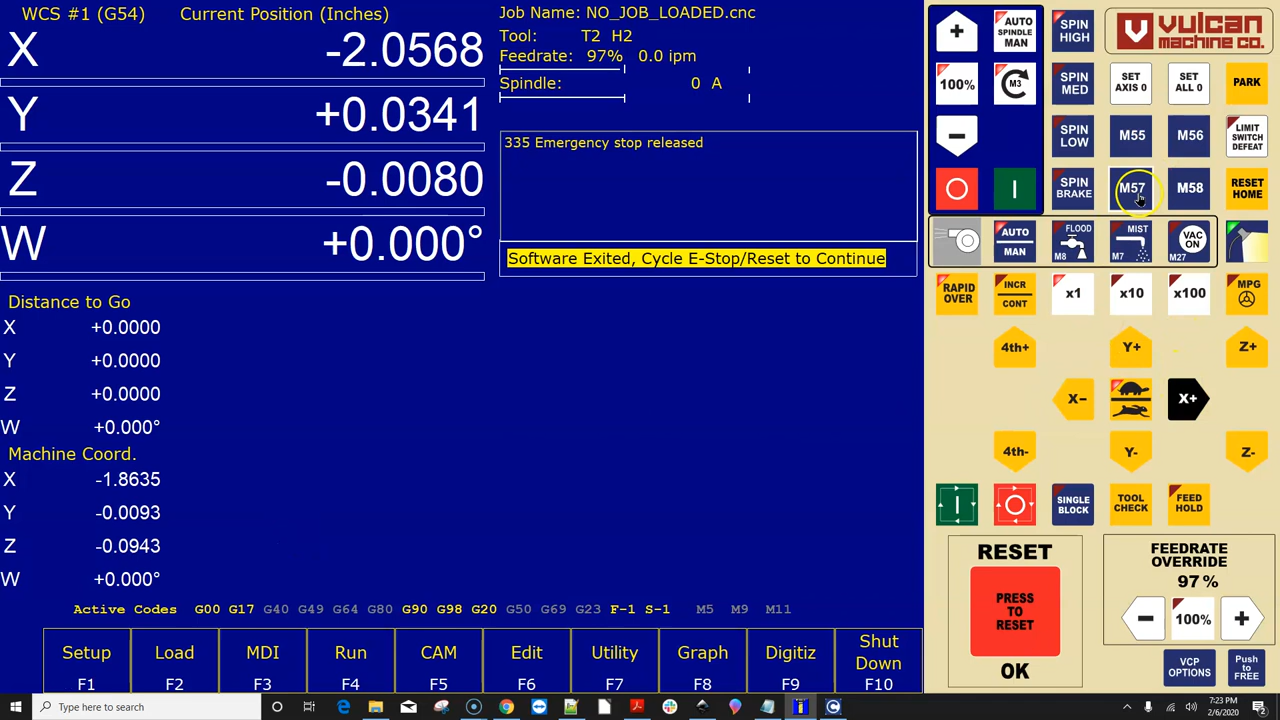 WCS #1 (G54) Current Position (Inches)
X -2.0568
Y +0.0341
Z -0.0080
W +0.000°
Distance to Go
X +0.0000
Y +0.0000
Z +0.0000
W +0.000°
Machine Coord.
X -1.8635
Y -0.0093
Z -0.0943
W +0.000°
Job Name: NO_JOB_LOADED.cnc
Tool: T2 H2
Feedrate: 97% 0.0 ipm
Spindle: 0 A
335 Emergency stop released
Software Exited, Cycle E-Stop/Reset to Continue
Active Codes G00 G17 G40 G49 G64 G80 G90 G98 G20 G50 G69 G23 F-1 S-1 M5 M9 M11
Setup Load MDI Run CAM Edit Utility Graph Digitiz Shut Down
F1 F2 F3 F4 F5 F6 F7 F8 F9 F10
+ AUTO SPINDLE MAN SPIN HIGH vulcan machine co.
100% M3 SPIN MED SET AXIS 0 SET ALL 0 PARK
− SPIN LOW M55 M56 LIMIT SWITCH DEFEAT
O I SPIN BRAKE M57 M58 RESET HOME
AUTO MAN FLOOD M8 MIST M7 VAC ON M27
RAPID OVER INCR CONT x1 x10 x100 MPG
4th+ Y+ Z+
X− X+
4th- Y- Z-
I O SINGLE BLOCK TOOL CHECK FEED HOLD
RESET
PRESS TO RESET
OK
FEEDRATE OVERRIDE
97 %
− 100% +
VCP OPTIONS Push to FREE
Type here to search
7:23 PM
2/6/2020
2